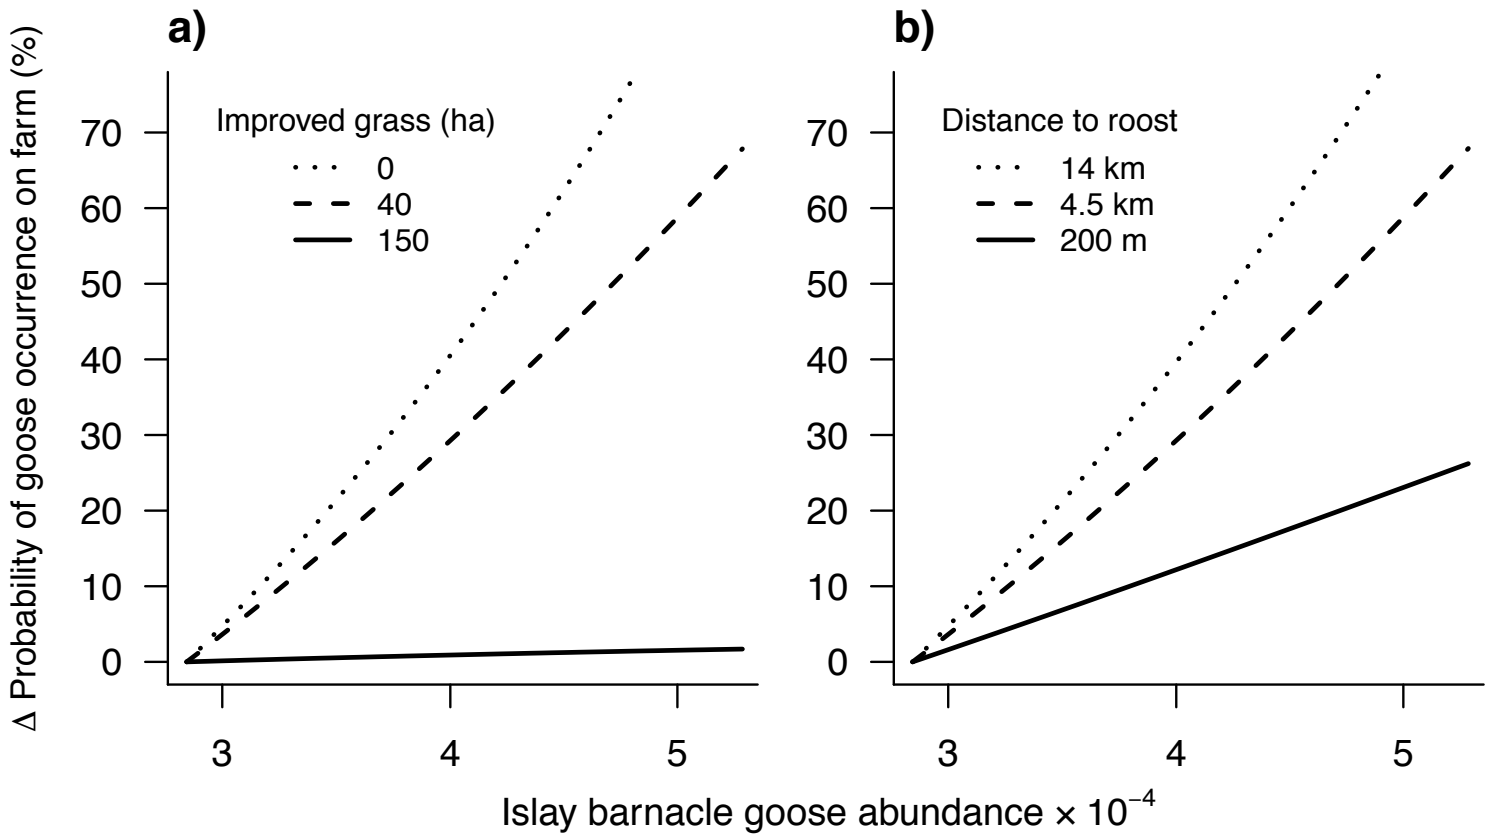 a)
b)
Δ Probability of goose occurrence on farm (%)
70
60
50
40
30
20
10
0
Improved grass (ha)
0
40
150
3
4
5
70
60
50
40
30
20
10
0
Distance to roost
14 km
4.5 km
200 m
3
4
5
Islay barnacle goose abundance × 10⁻⁴